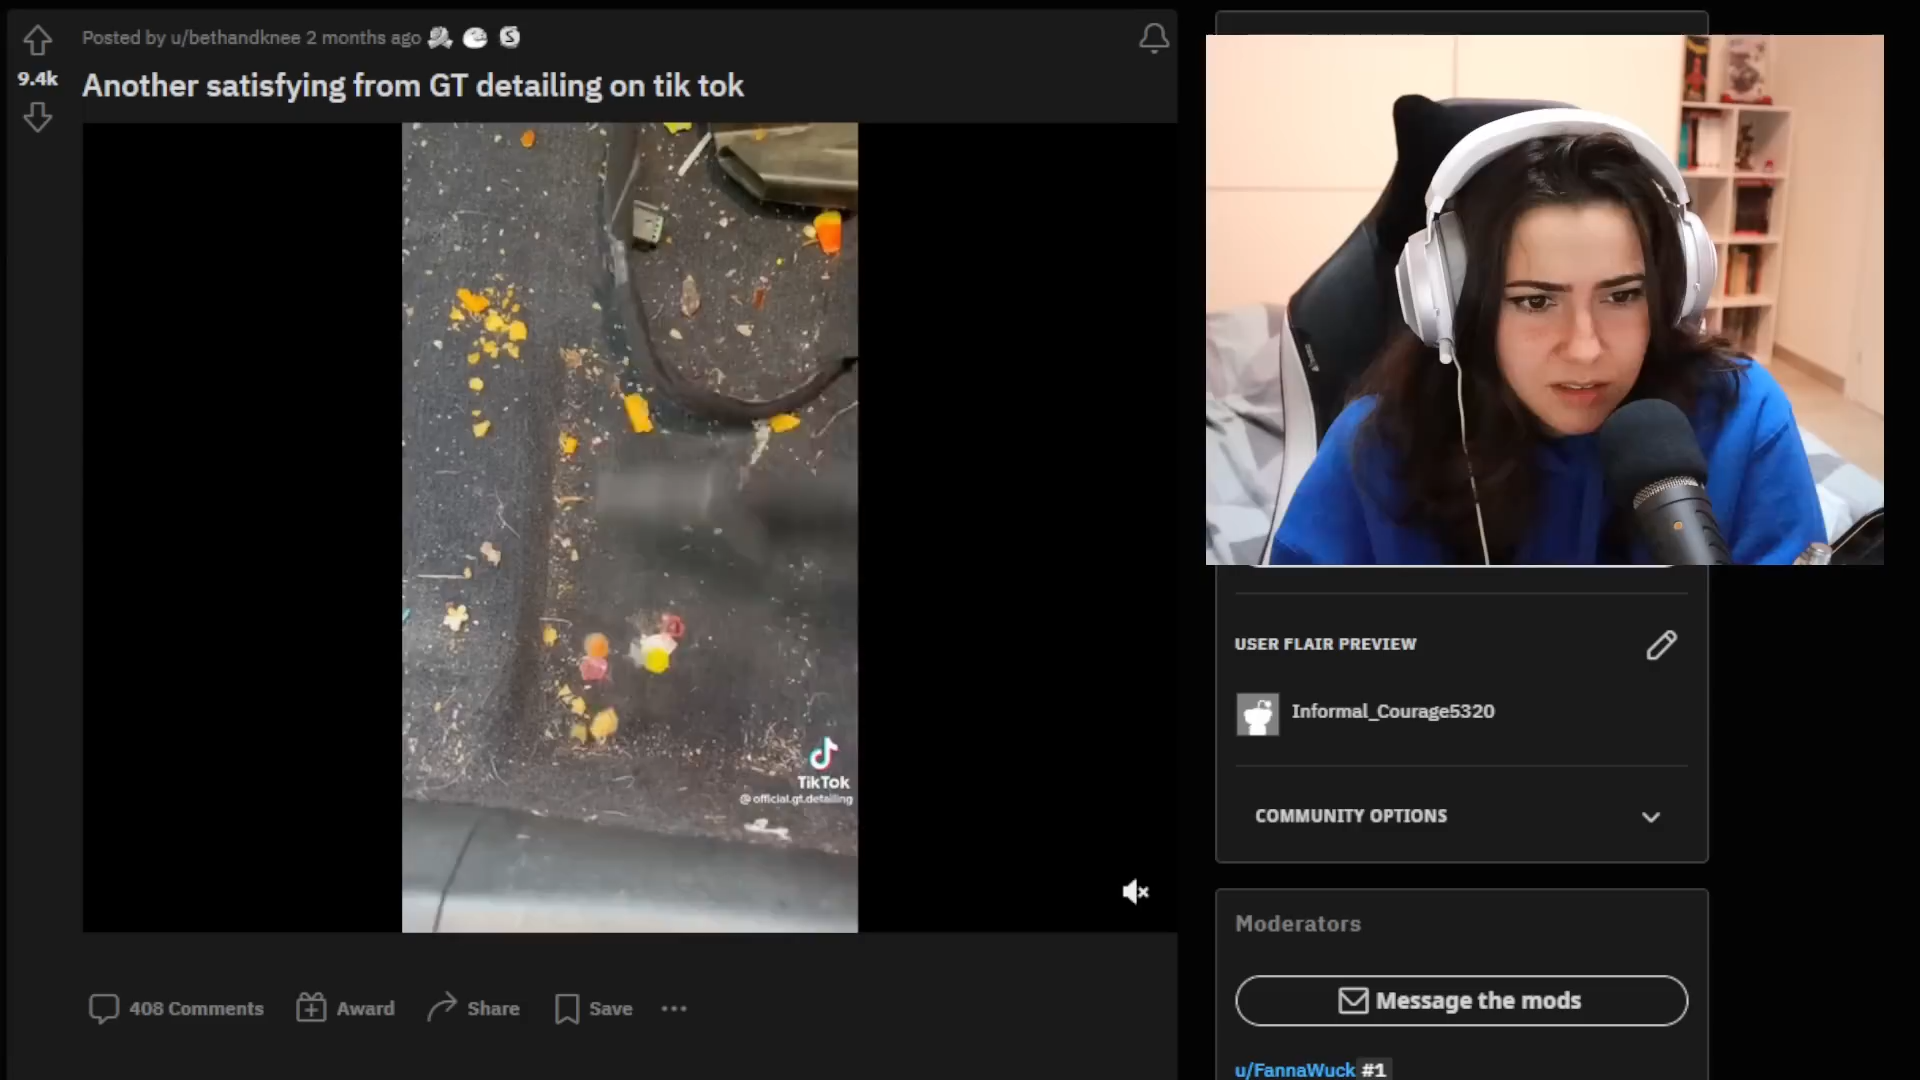 Posted by u/bethandknee 2 months ago
9.4k
Another satisfying from GT detailing on tik tok
TikTok
@official.gt.detailing
408 Comments
Award
Share
Save
USER FLAIR PREVIEW
Informal_Courage5320
COMMUNITY OPTIONS
Moderators
Message the mods
u/FannaWuck #1